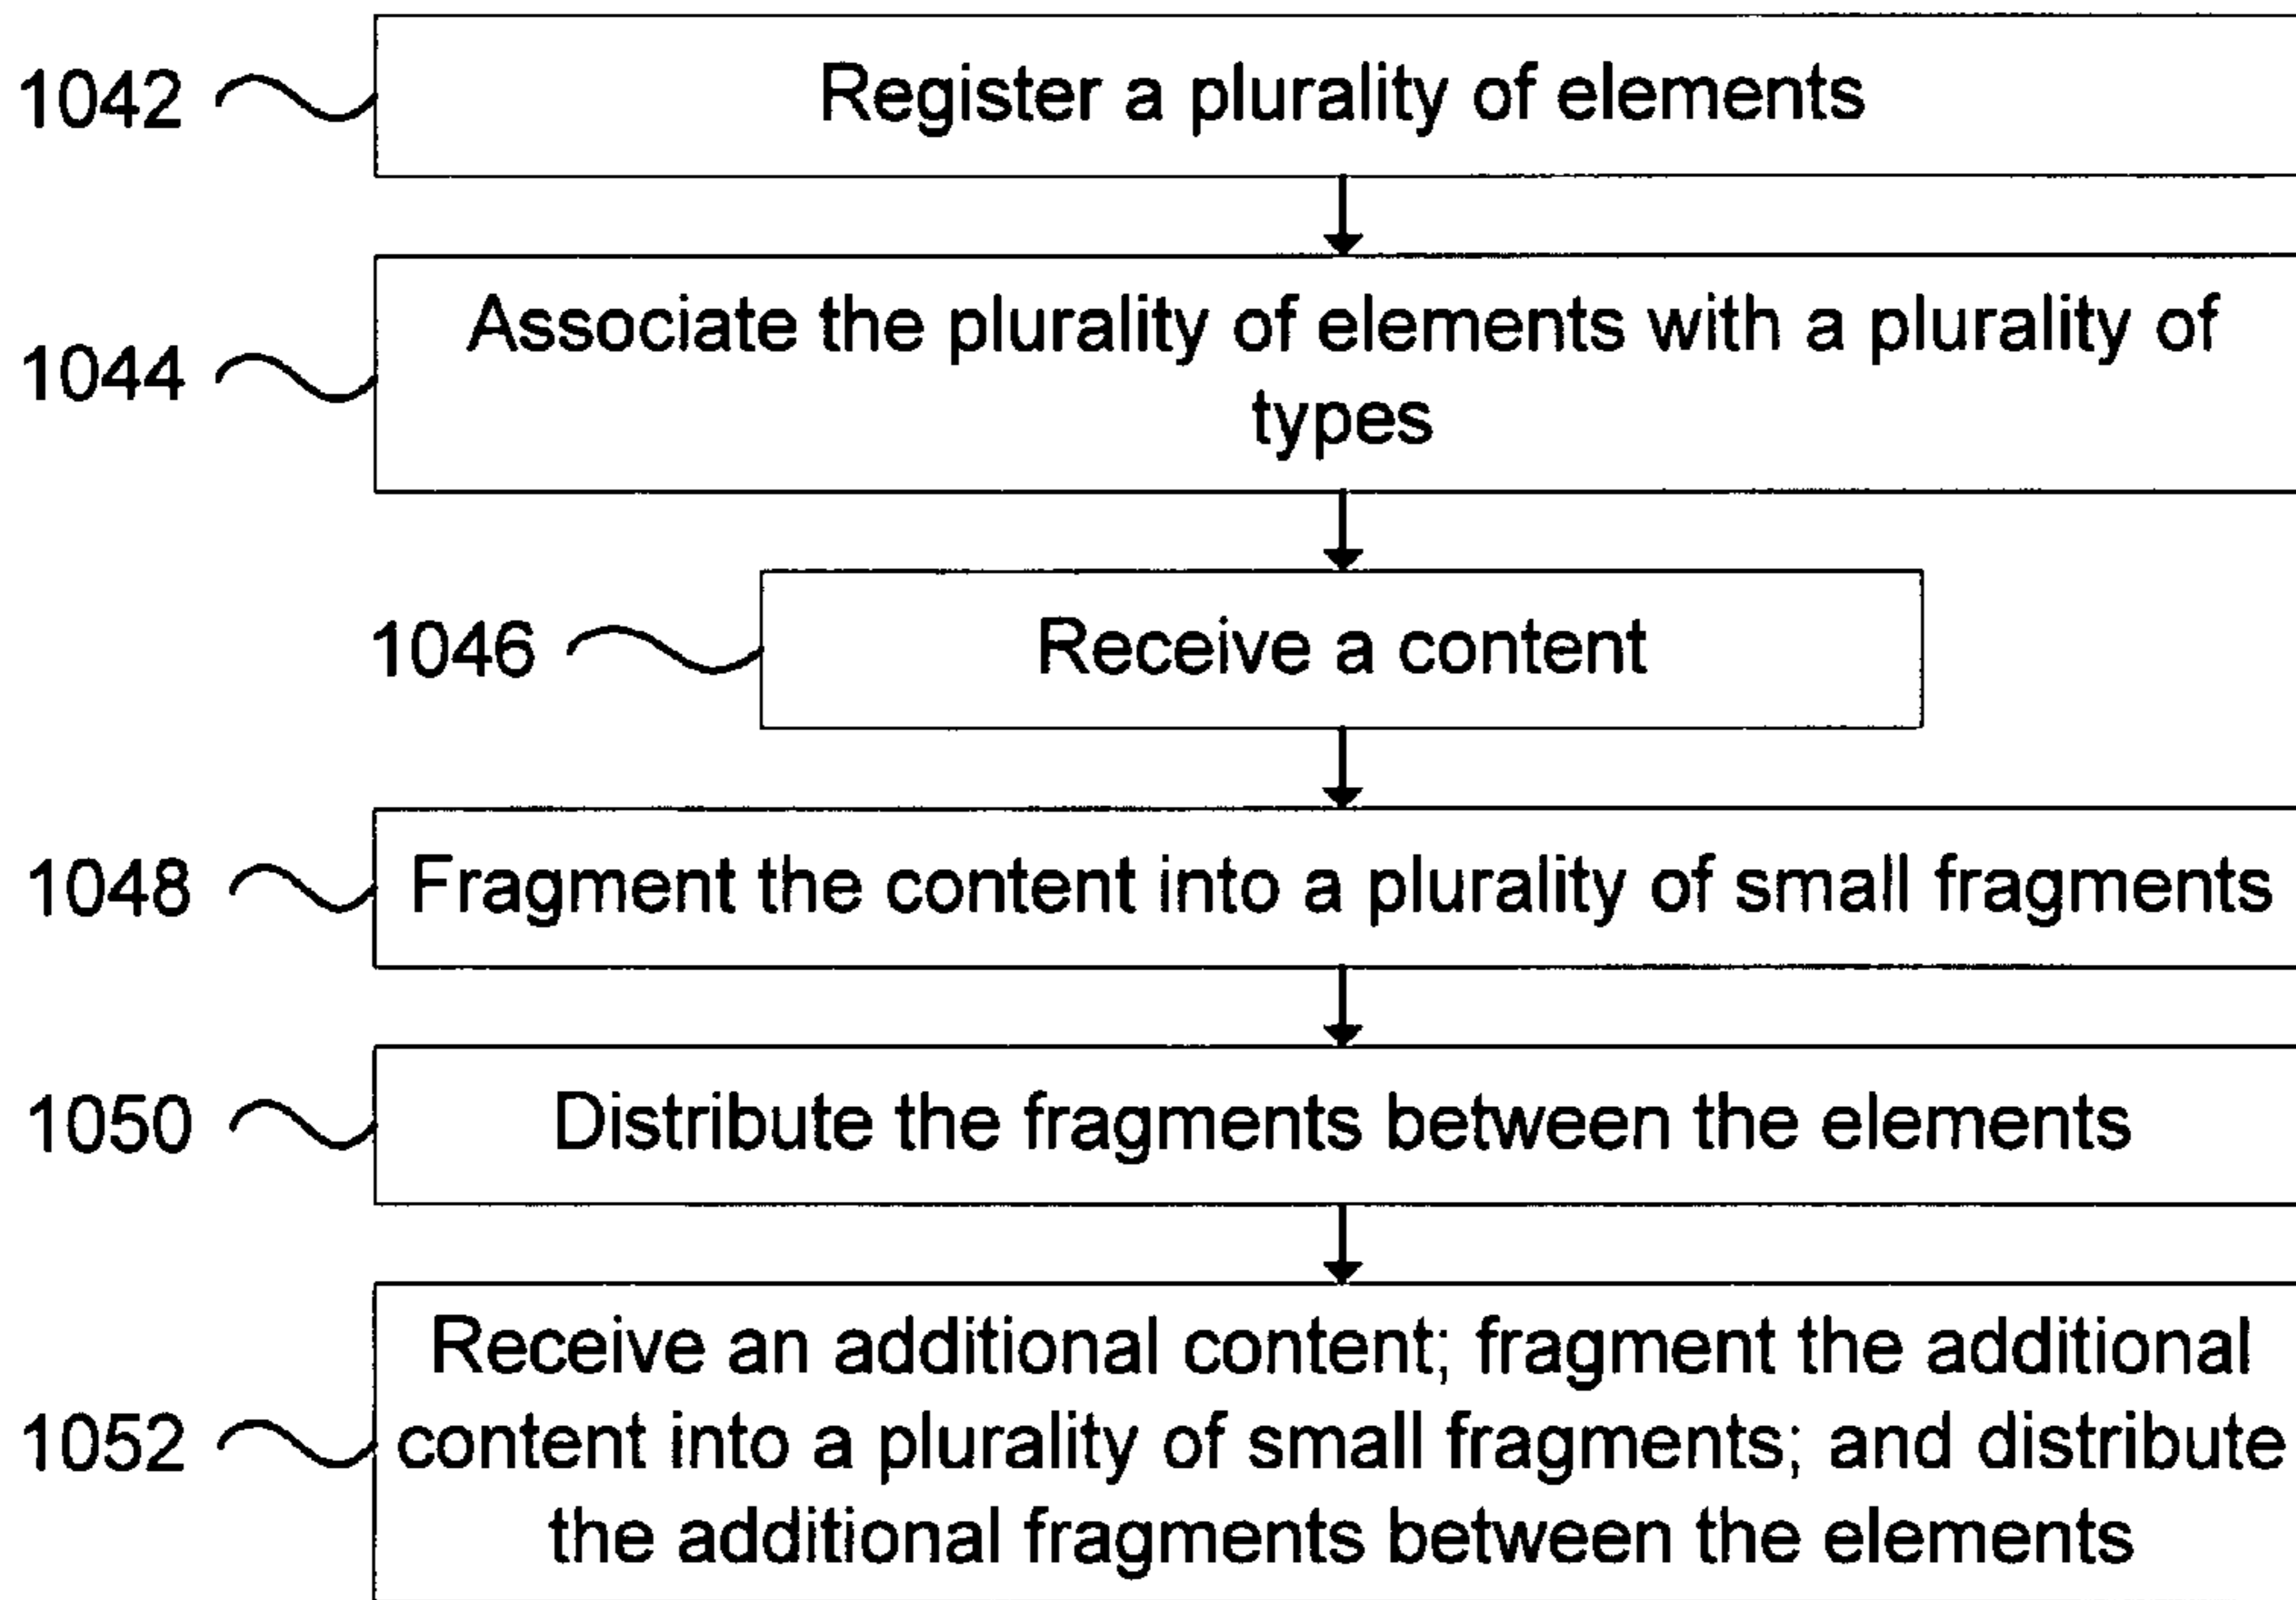 1042
Register a plurality of elements
1044
Associate the plurality of elements with a plurality of
types
1046
Receive a content
1048
Fragment the content into a plurality of small fragments
1050
Distribute the fragments between the elements
1052
Receive an additional content; fragment the additional
content into a plurality of small fragments; and distribute
the additional fragments between the elements